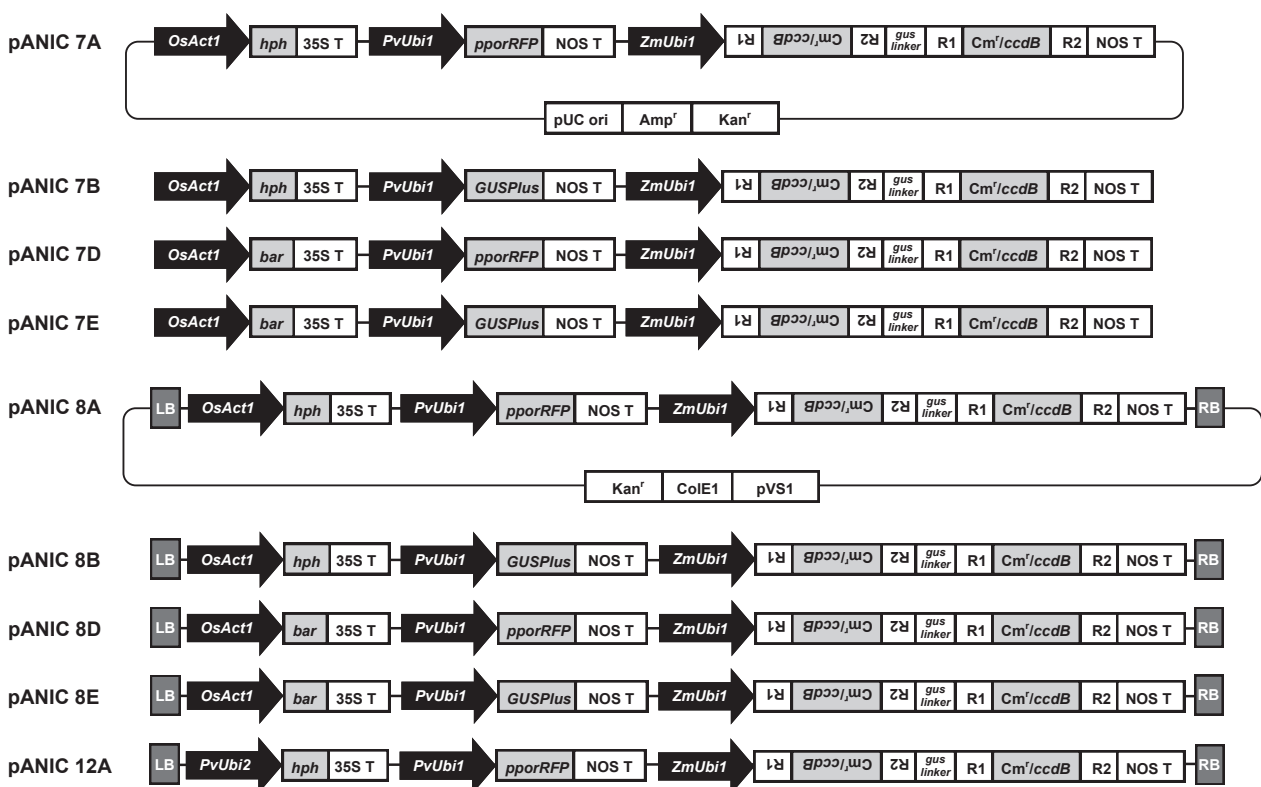 pANIC 7A OsAct1 hph 35S T PvUbi1 pporRFP NOS T ZmUbi1 R1 Cmʳ/ccdB R2 gus linker R1 Cmʳ/ccdB R2 NOS T
pUC ori Ampʳ Kanʳ
pANIC 7B OsAct1 hph 35S T PvUbi1 GUSPlus NOS T ZmUbi1 R1 Cmʳ/ccdB R2 gus linker R1 Cmʳ/ccdB R2 NOS T
pANIC 7D OsAct1 bar 35S T PvUbi1 pporRFP NOS T ZmUbi1 R1 Cmʳ/ccdB R2 gus linker R1 Cmʳ/ccdB R2 NOS T
pANIC 7E OsAct1 bar 35S T PvUbi1 GUSPlus NOS T ZmUbi1 R1 Cmʳ/ccdB R2 gus linker R1 Cmʳ/ccdB R2 NOS T
pANIC 8A LB OsAct1 hph 35S T PvUbi1 pporRFP NOS T ZmUbi1 R1 Cmʳ/ccdB R2 gus linker R1 Cmʳ/ccdB R2 NOS T RB
Kanʳ ColE1 pVS1
pANIC 8B LB OsAct1 hph 35S T PvUbi1 GUSPlus NOS T ZmUbi1 R1 Cmʳ/ccdB R2 gus linker R1 Cmʳ/ccdB R2 NOS T RB
pANIC 8D LB OsAct1 bar 35S T PvUbi1 pporRFP NOS T ZmUbi1 R1 Cmʳ/ccdB R2 gus linker R1 Cmʳ/ccdB R2 NOS T RB
pANIC 8E LB OsAct1 bar 35S T PvUbi1 GUSPlus NOS T ZmUbi1 R1 Cmʳ/ccdB R2 gus linker R1 Cmʳ/ccdB R2 NOS T RB
pANIC 12A LB PvUbi2 hph 35S T PvUbi1 pporRFP NOS T ZmUbi1 R1 Cmʳ/ccdB R2 gus linker R1 Cmʳ/ccdB R2 NOS T RB